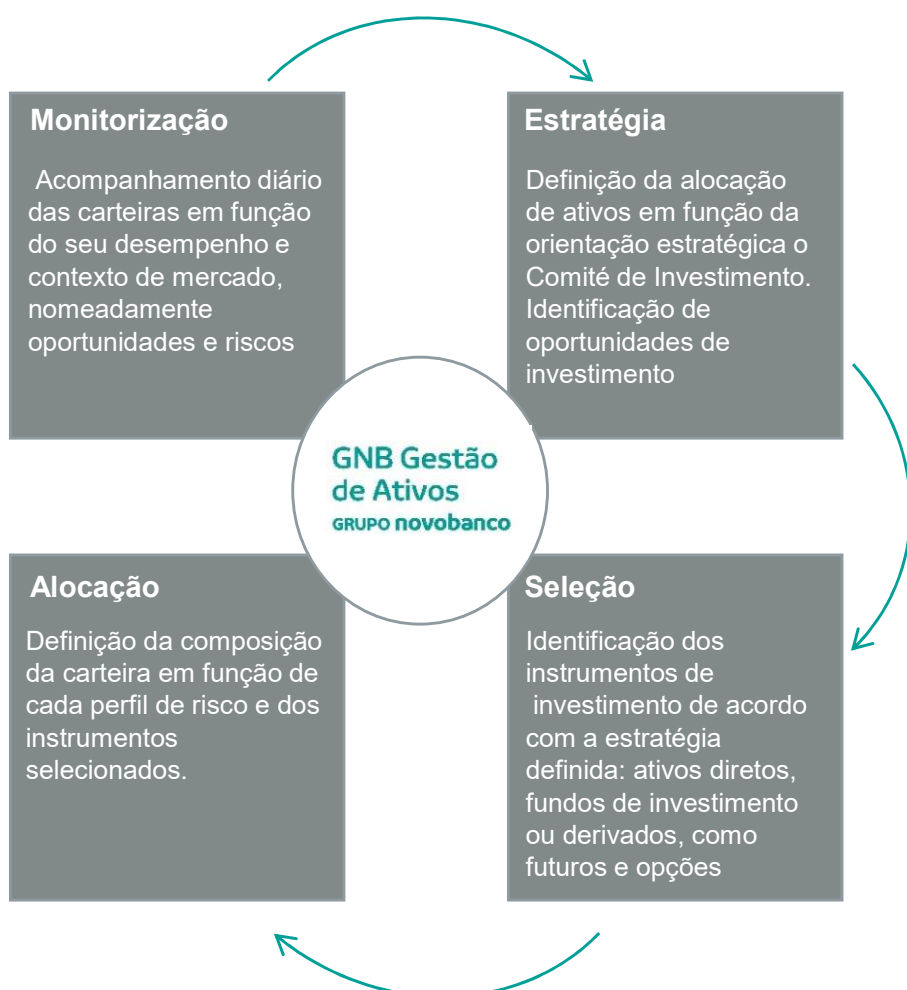 Monitorização
Acompanhamento diário
das carteiras em função
do seu desempenho e
contexto de mercado,
nomeadamente
oportunidades e riscos
Estratégia
Definição da alocação
de ativos em função da
orientação estratégica o
Comité de Investimento.
Identificação de
oportunidades de
investimento
GNB Gestão
de Ativos
GRUPO novobanco
Alocação
Definição da composição
da carteira em função de
cada perfil de risco e dos
instrumentos
selecionados.
Seleção
Identificação dos
instrumentos de
investimento de acordo
com a estratégia
definida: ativos diretos,
fundos de investimento
ou derivados, como
futuros e opções